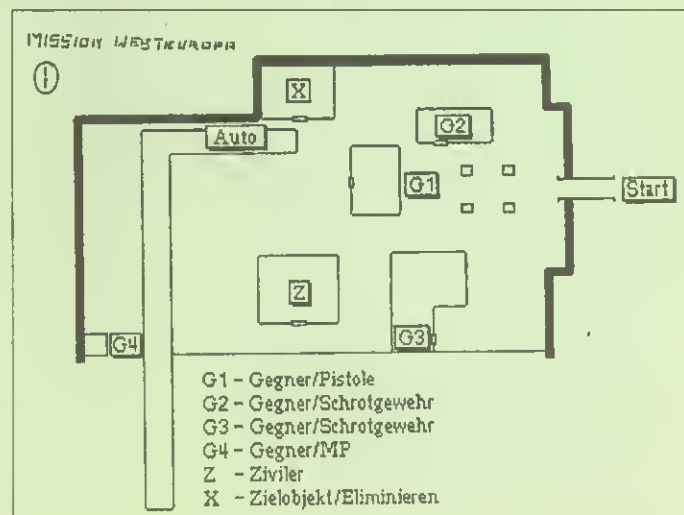 MISSION WESTEUROPA
1
X
Auto
G2
G1
Start
Z
G4
G3
G1 - Gegner/Pistole
G2 - Gegner/Schrotgewehr
G3 - Gegner/Schrotgewehr
G4 - Gegner/MP
Z - Ziviler
X - Zielobjekt/Eliminieren